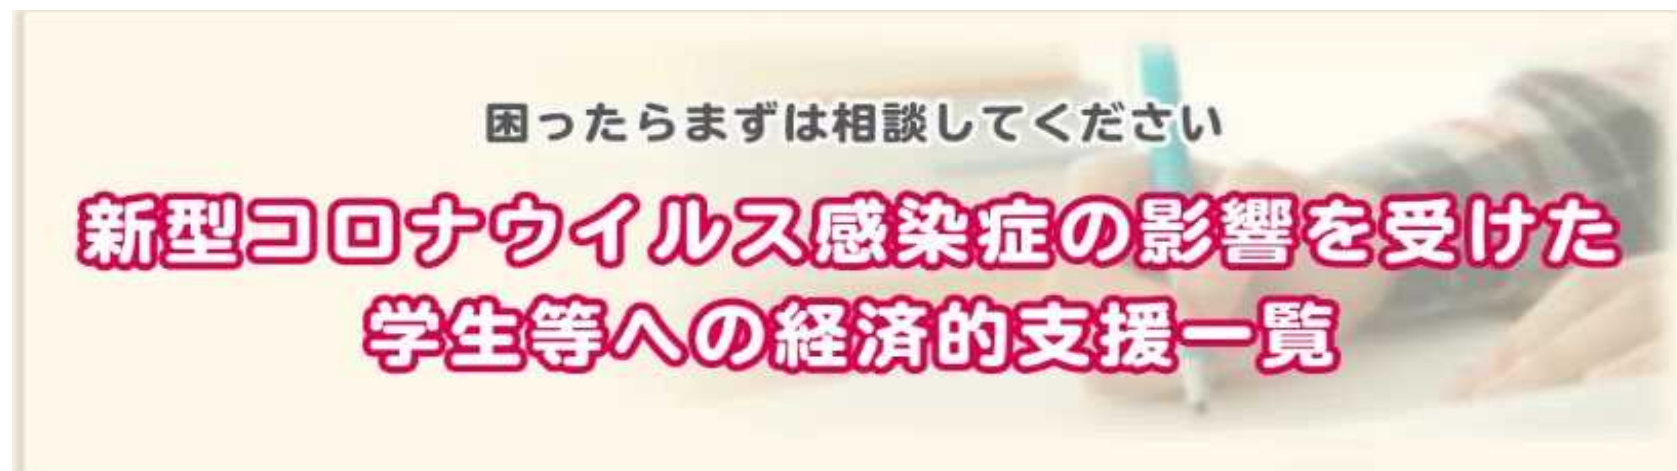 困ったらまずは相談してください
新型コロナウイルス感染症の影響を受けた
学生等への経済的支援一覧